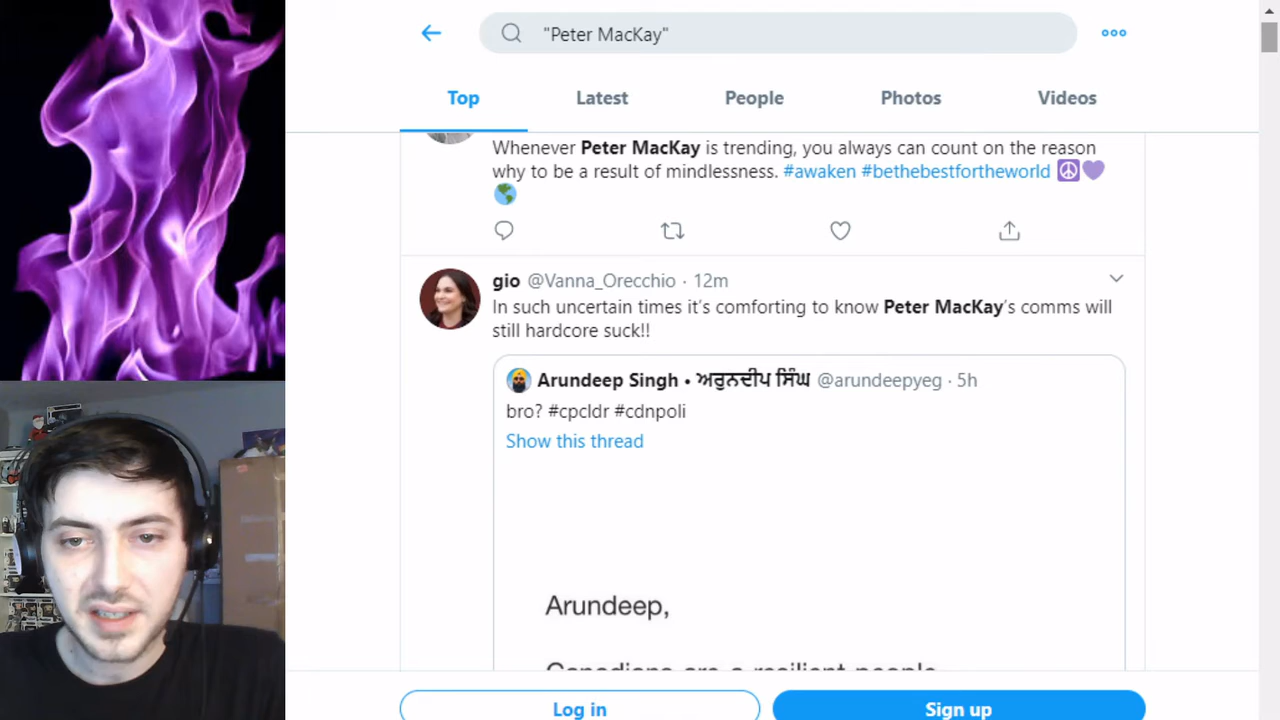 "Peter MacKay"
Top Latest People Photos Videos
Whenever Peter MacKay is trending, you always can count on the reason
why to be a result of mindlessness. #awaken #bethebestfortheworld ☮💜
🌎
gio @Vanna_Orecchio · 12m
In such uncertain times it's comforting to know Peter MacKay's comms will
still hardcore suck!!
Arundeep Singh • ਅਰੁਨਦੀਪ ਸਿੰਘ @arundeepyeg · 5h
bro? #cpcldr #cdnpoli
Show this thread
Arundeep,
Canadians are a resilient people
Log in Sign up